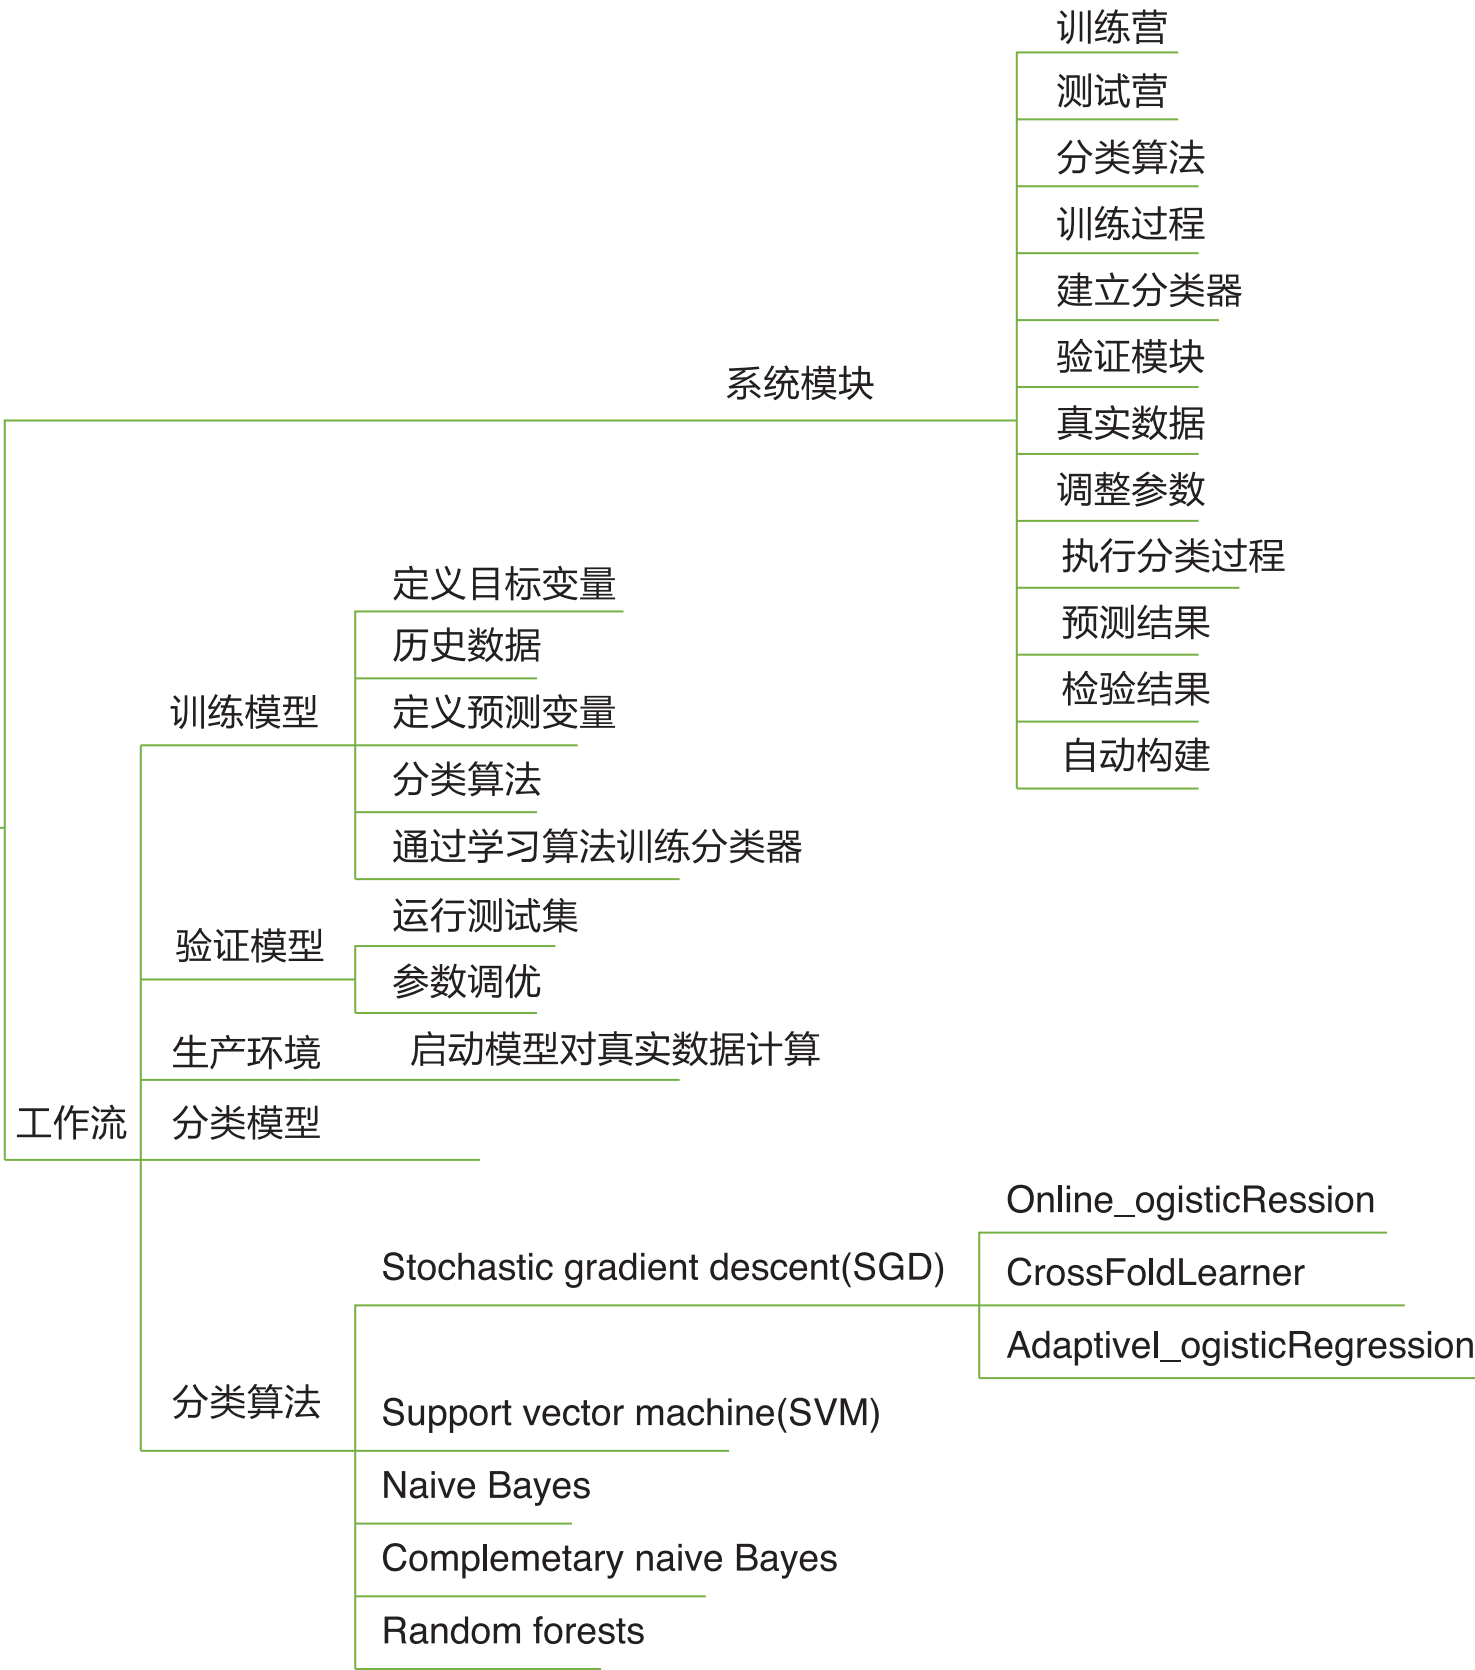 训练营
测试营
分类算法
训练过程
建立分类器
验证模块
系统模块
真实数据
调整参数
执行分类过程
预测结果
检验结果
自动构建
定义目标变量
历史数据
训练模型
定义预测变量
分类算法
通过学习算法训练分类器
运行测试集
验证模型
参数调优
生产环境
启动模型对真实数据计算
工作流
分类模型
Online_ogisticRession
Stochastic gradient descent(SGD)
CrossFoldLearner
Adaptivel_ogisticRegression
分类算法
Support vector machine(SVM)
Naive Bayes
Complemetary naive Bayes
Random forests